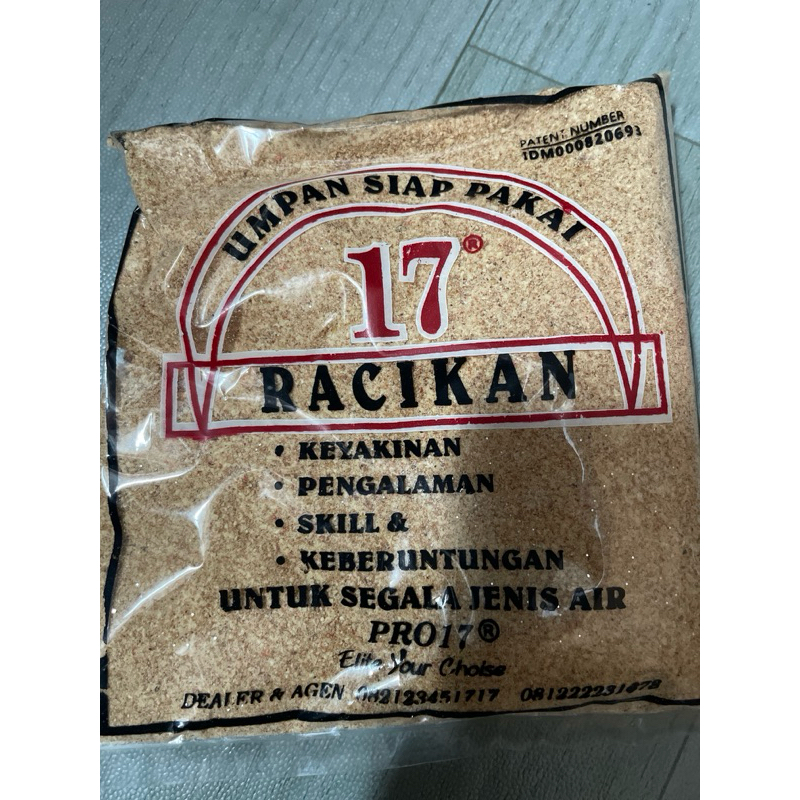 PATENT NUMBER
IDM000820693
UMPAN SIAP PAKAI
17®
RACIKAN
• KEYAKINAN
• PENGALAMAN
• SKILL &
• KEBERUNTUNGAN
UNTUK SEGALA JENIS AIR
PRO17®
Elite Your Choise
DEALER & AGEN 082123451717